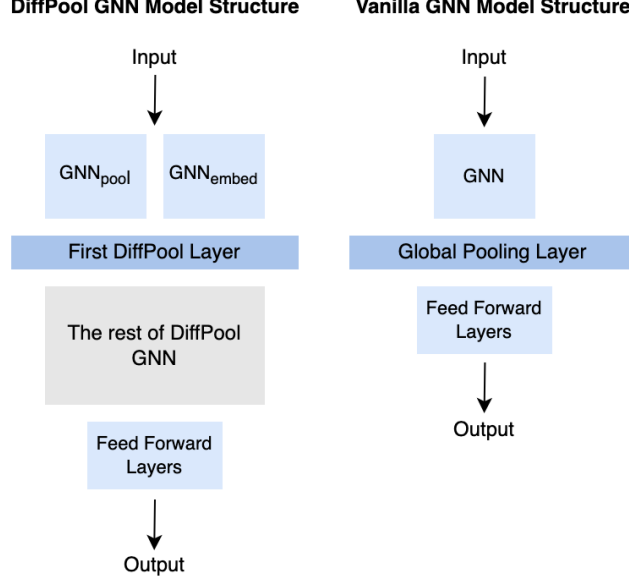 DiffPool GNN Model Structure
Input
GNNpool
GNNembed
First DiffPool Layer
The rest of DiffPool
GNN
Feed Forward
Layers
Output
Vanilla GNN Model Structure
Input
GNN
Global Pooling Layer
Feed Forward
Layers
Output